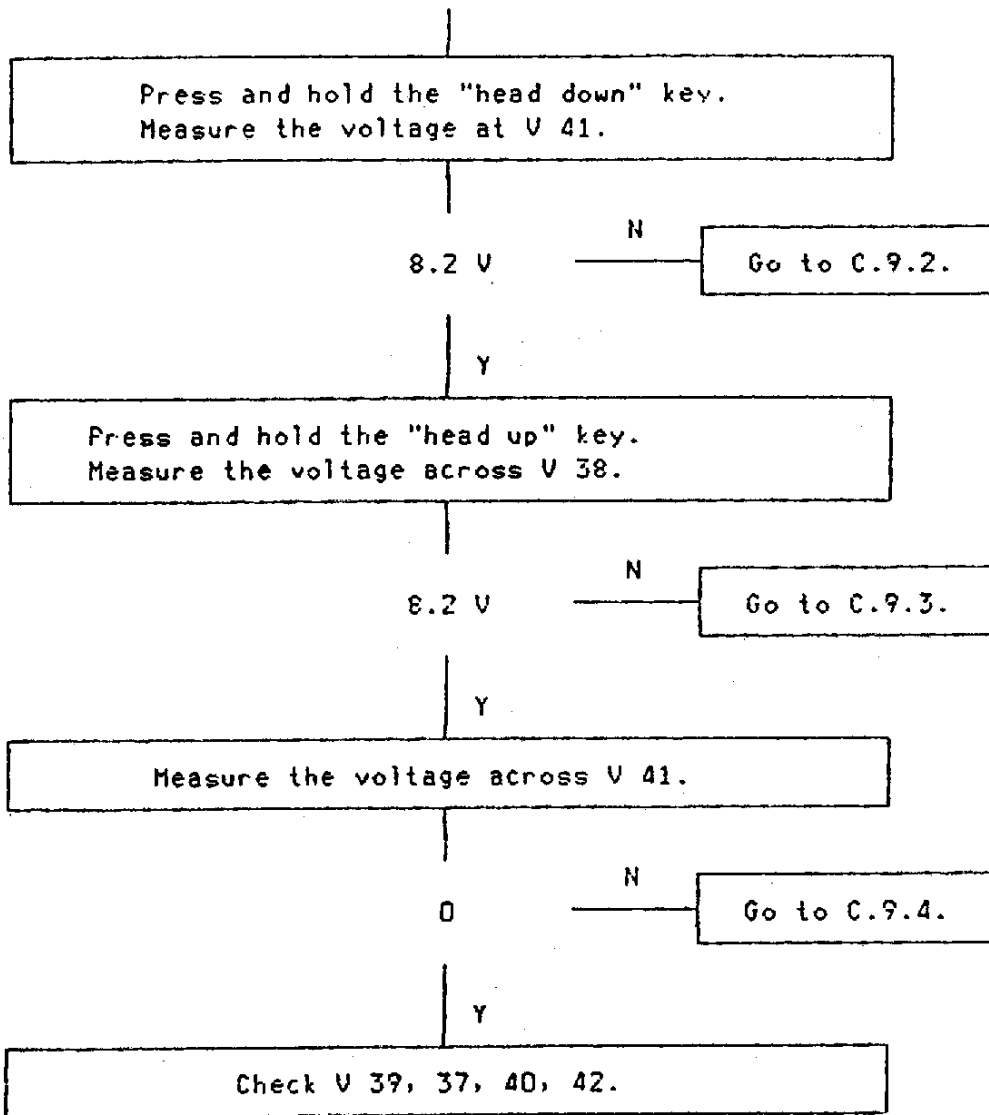 Press and hold the "head down" key.
Measure the voltage at V 41.
N
8.2 V
Go to C.9.2.
Y
Press and hold the "head up" key.
Measure the voltage across V 38.
N
8.2 V
Go to C.9.3.
Y
Measure the voltage across V 41.
N
0
Go to C.9.4.
Y
Check V 39, 37, 40, 42.